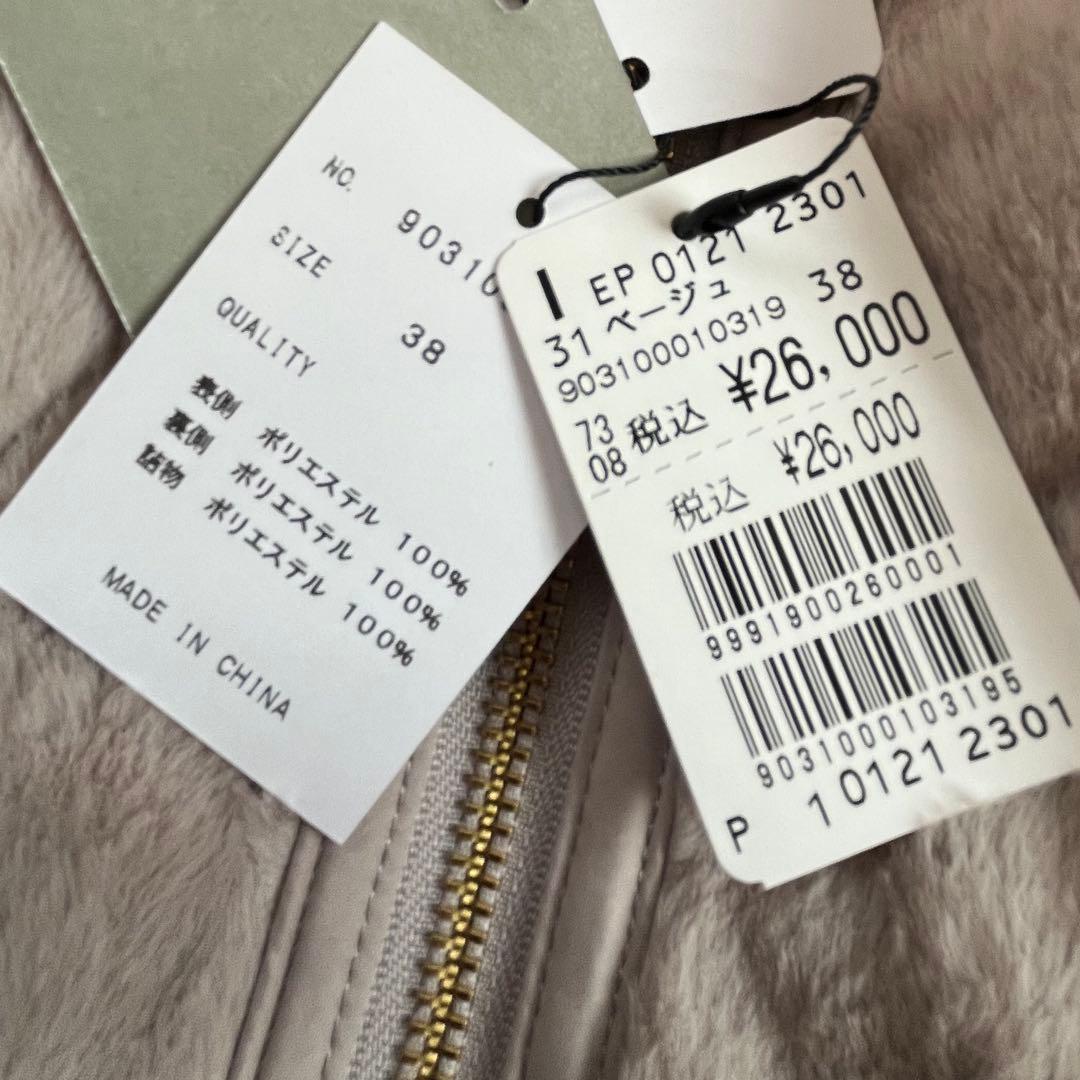 NO. 90310
SIZE 38
QUALITY
表側 ポリエステル 100%
裏側 ポリエステル 100%
詰物 ポリエステル 100%
MADE IN CHINA
I EP 0121 2301
31 ベージュ 38
903100010319
73
08 税込 ¥26,000
税込 ¥26,000
9991900260001
9031000103195
P 10121 2301